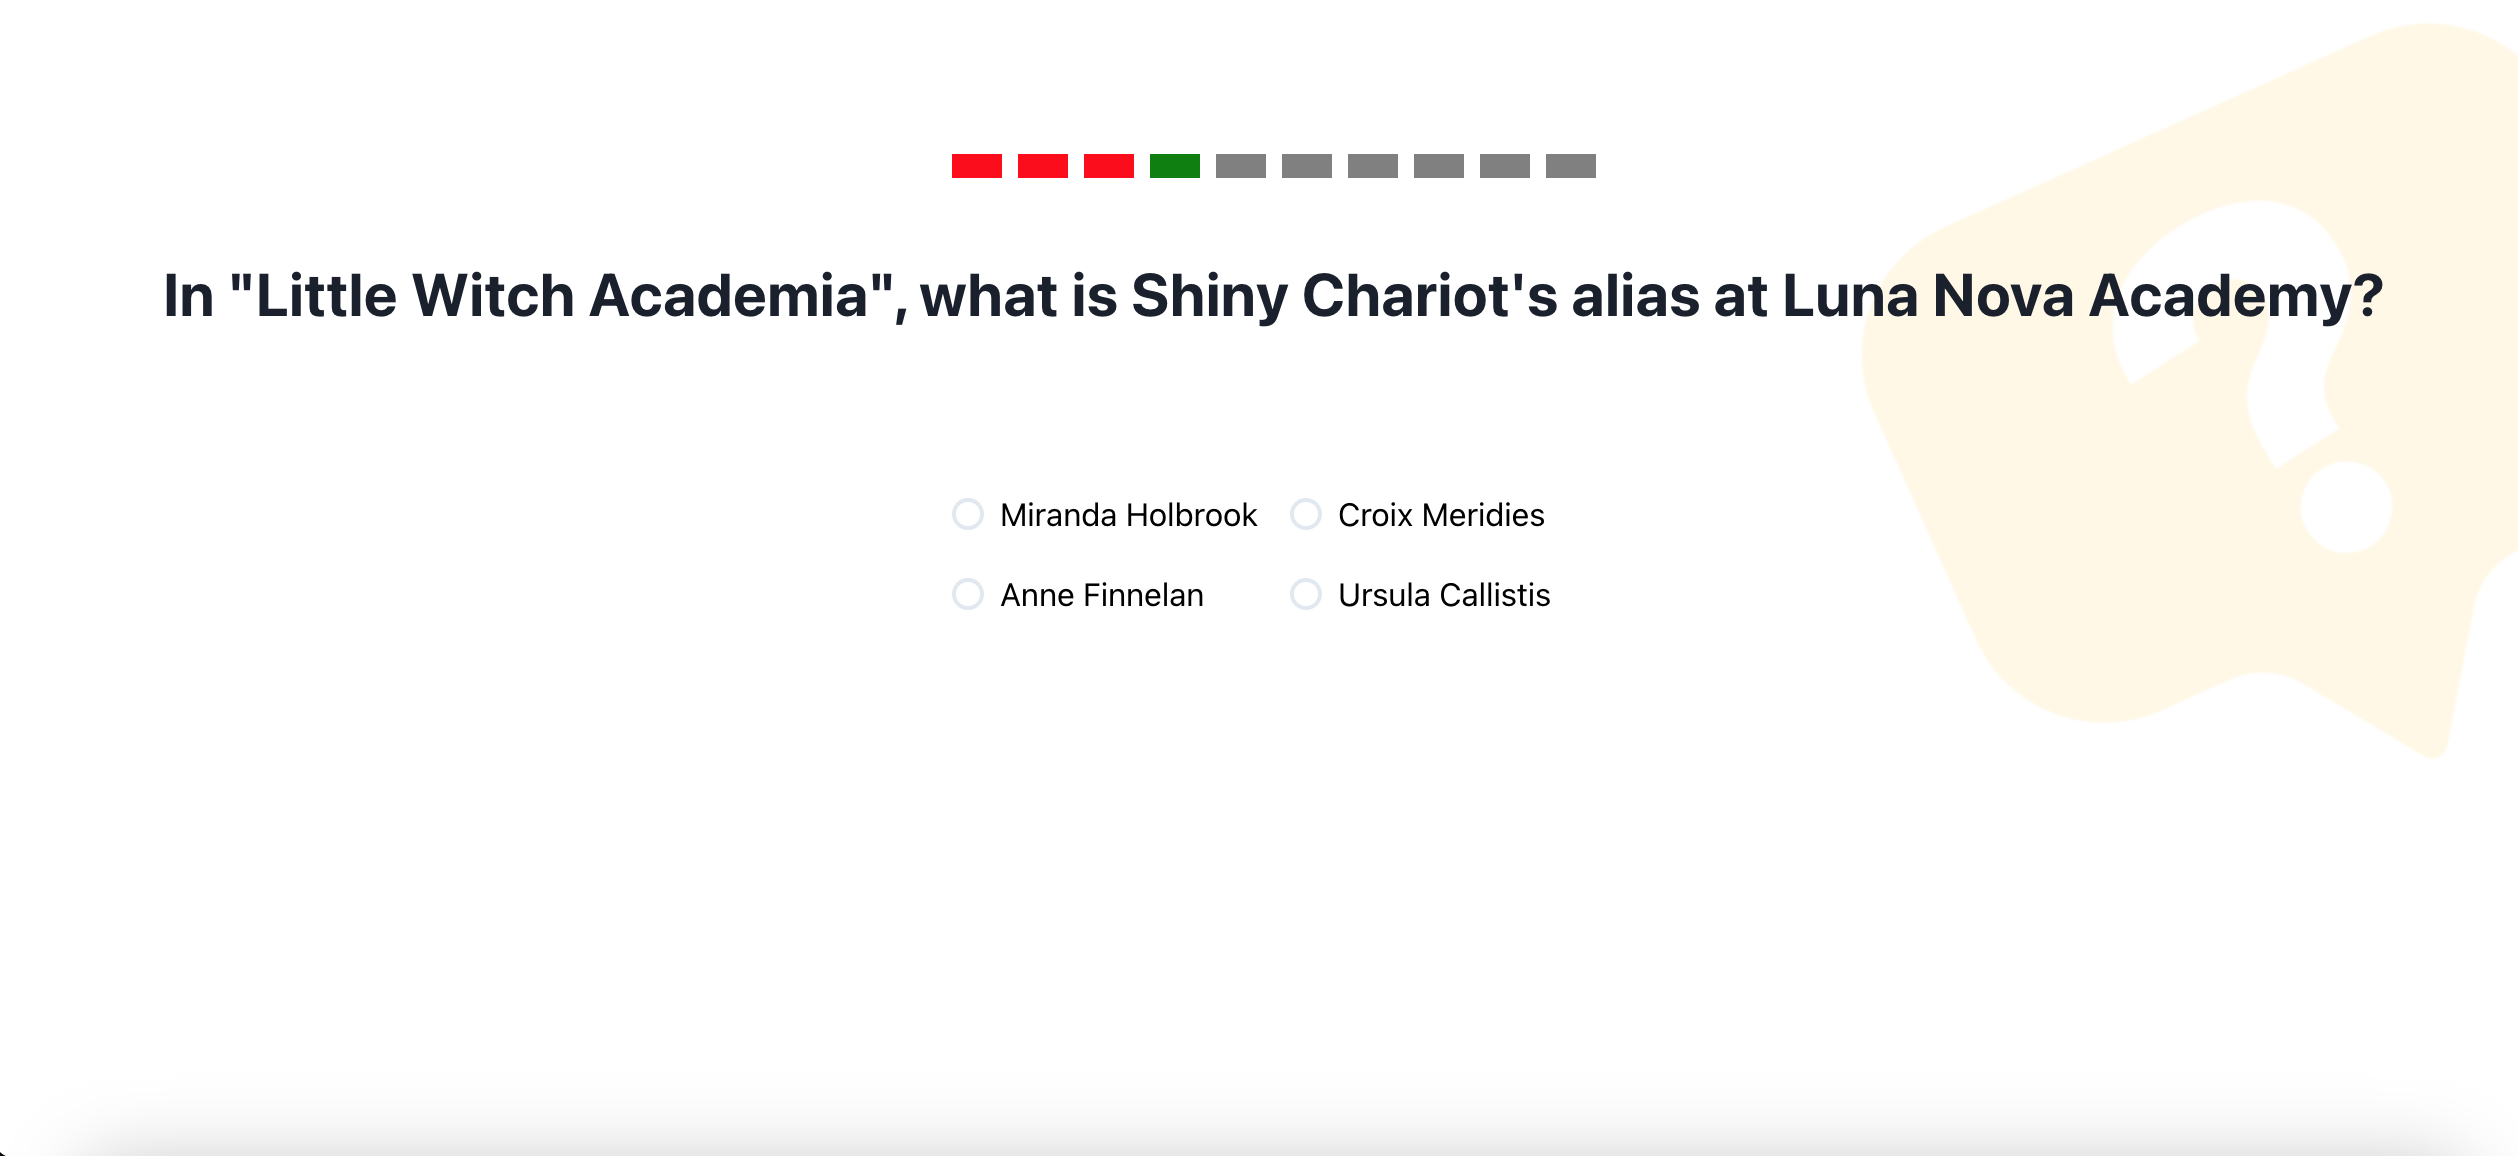 In "Little Witch Academia", what is Shiny Chariot's alias at Luna Nova Academy?
Miranda Holbrook
Croix Meridies
Anne Finnelan
Ursula Callistis